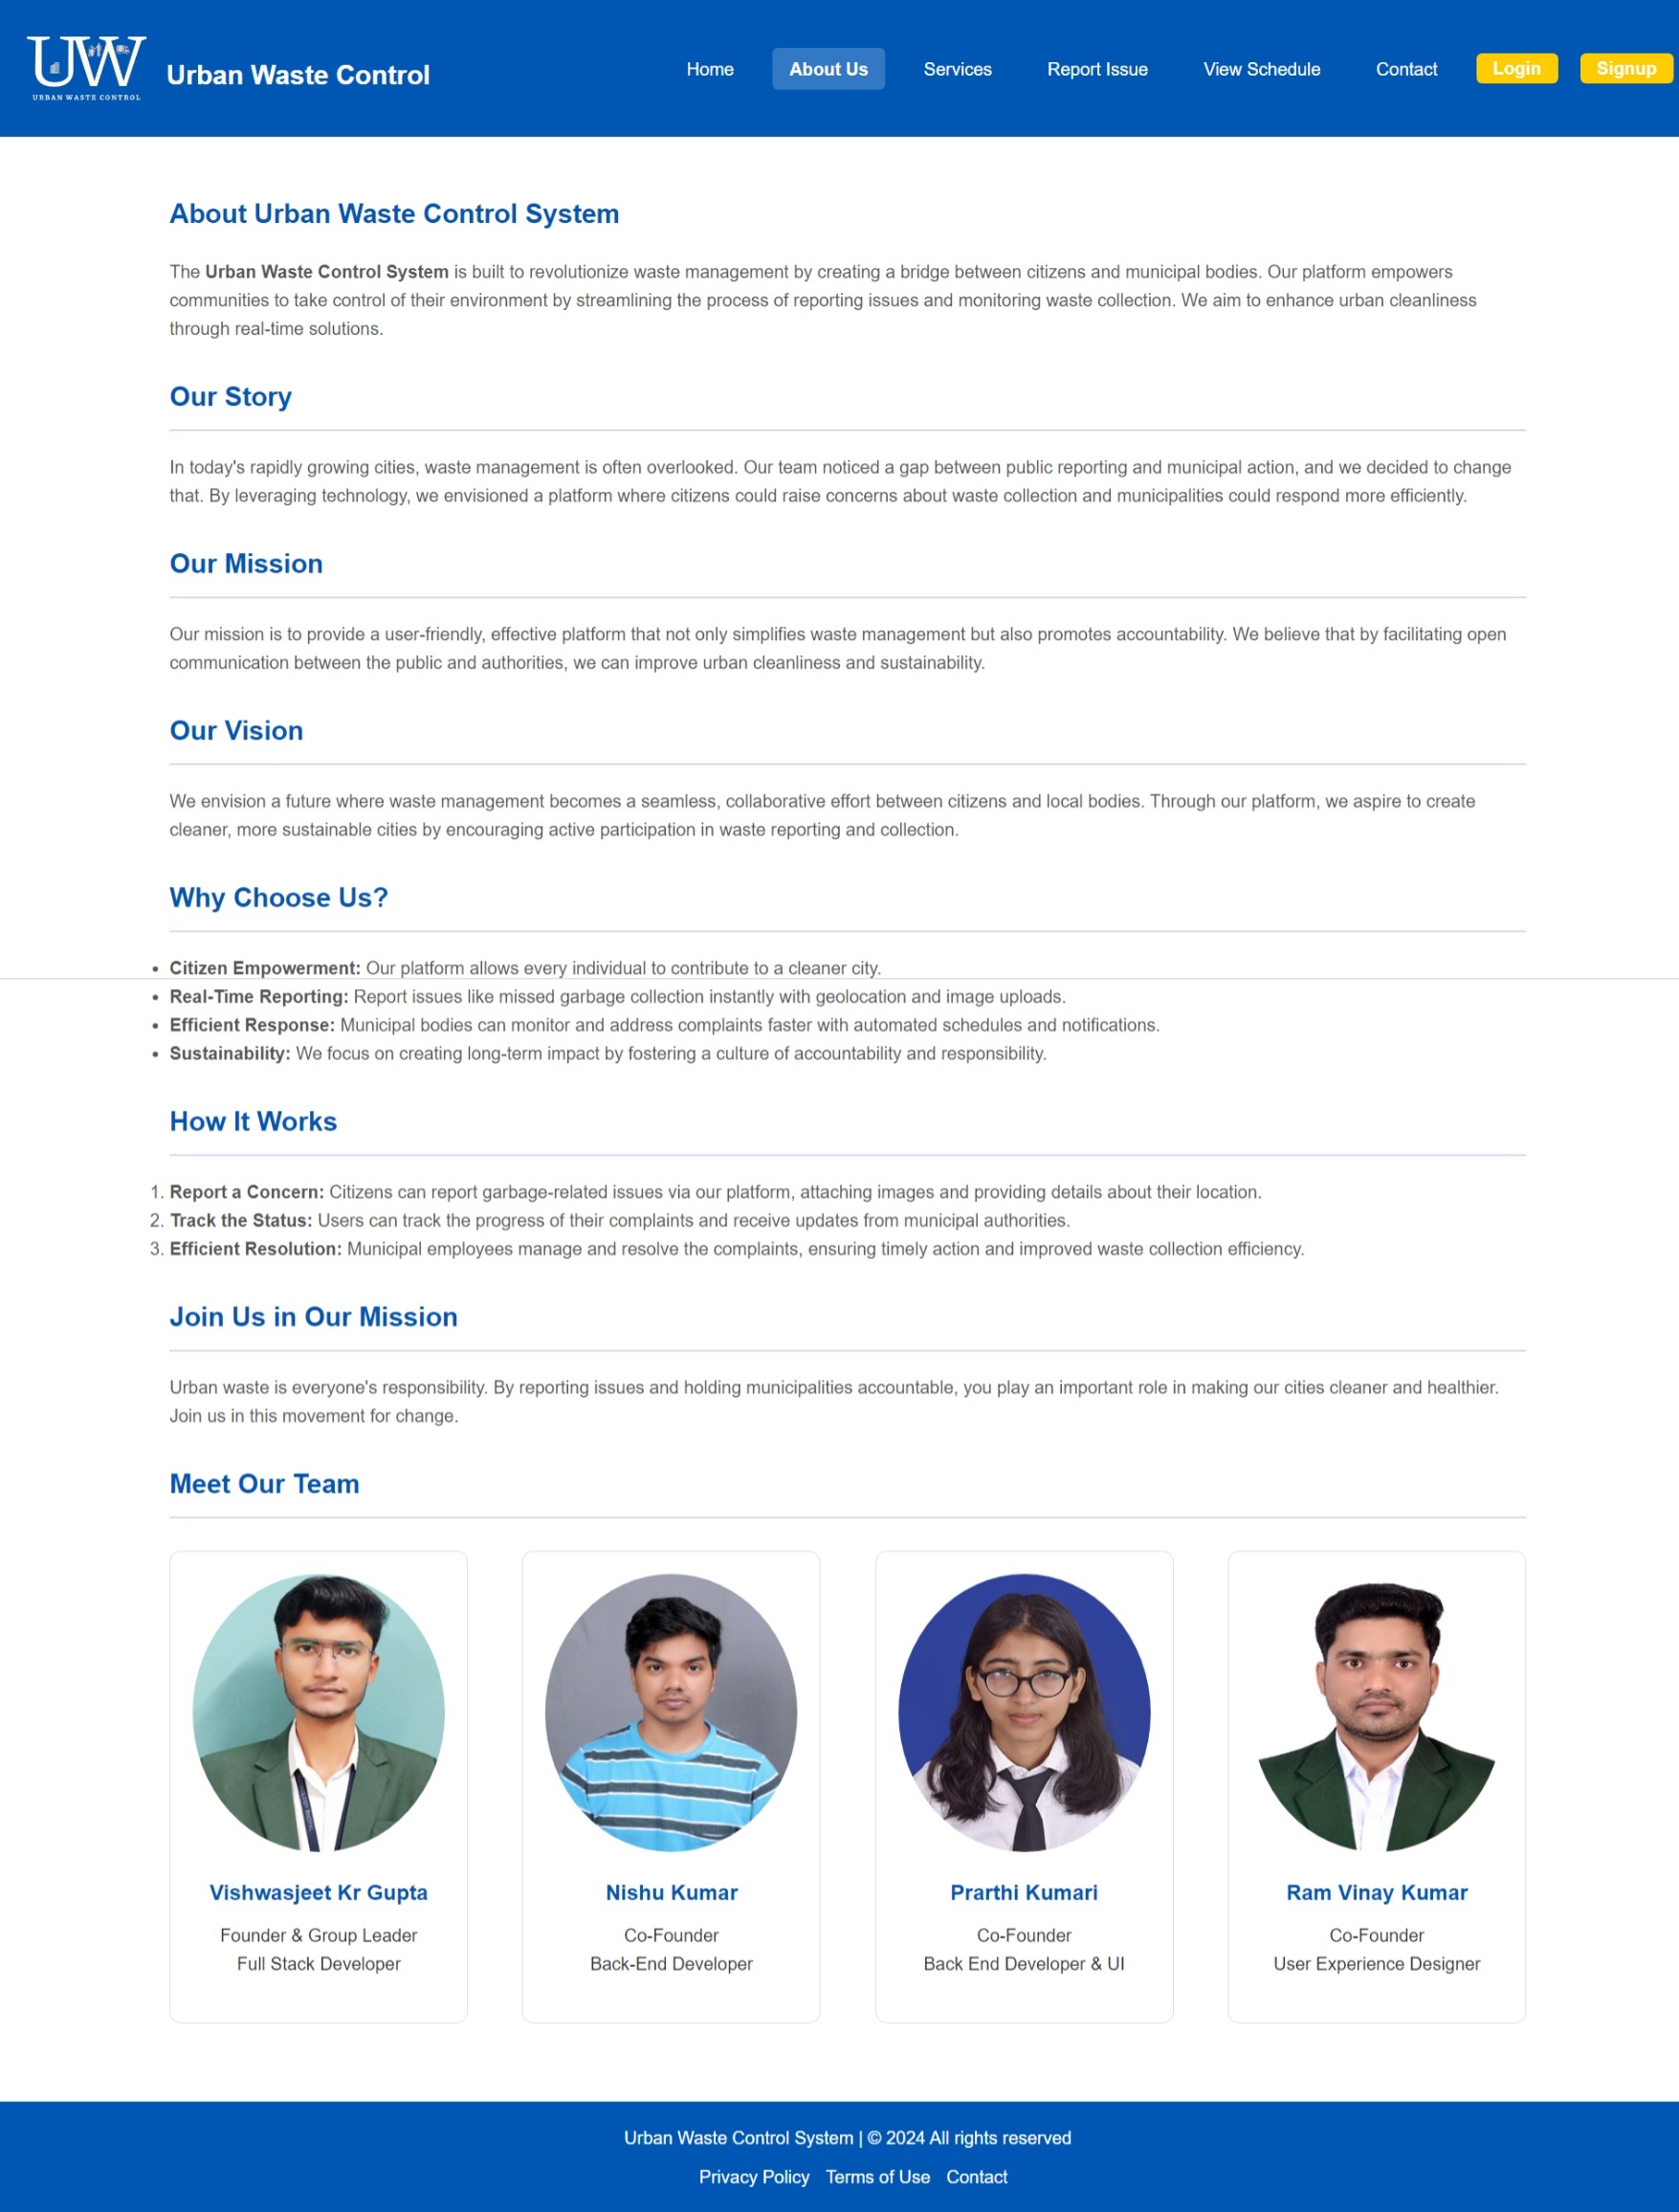 UW
URBAN WASTE CONTROL
Urban Waste Control
Home
About Us
Services
Report Issue
View Schedule
Contact
Login
Signup
About Urban Waste Control System
The Urban Waste Control System is built to revolutionize waste management by creating a bridge between citizens and municipal bodies. Our platform empowers
communities to take control of their environment by streamlining the process of reporting issues and monitoring waste collection. We aim to enhance urban cleanliness
through real-time solutions.
Our Story
In today's rapidly growing cities, waste management is often overlooked. Our team noticed a gap between public reporting and municipal action, and we decided to change
that. By leveraging technology, we envisioned a platform where citizens could raise concerns about waste collection and municipalities could respond more efficiently.
Our Mission
Our mission is to provide a user-friendly, effective platform that not only simplifies waste management but also promotes accountability. We believe that by facilitating open
communication between the public and authorities, we can improve urban cleanliness and sustainability.
Our Vision
We envision a future where waste management becomes a seamless, collaborative effort between citizens and local bodies. Through our platform, we aspire to create
cleaner, more sustainable cities by encouraging active participation in waste reporting and collection.
Why Choose Us?
• Citizen Empowerment: Our platform allows every individual to contribute to a cleaner city.
• Real-Time Reporting: Report issues like missed garbage collection instantly with geolocation and image uploads.
• Efficient Response: Municipal bodies can monitor and address complaints faster with automated schedules and notifications.
• Sustainability: We focus on creating long-term impact by fostering a culture of accountability and responsibility.
How It Works
1. Report a Concern: Citizens can report garbage-related issues via our platform, attaching images and providing details about their location.
2. Track the Status: Users can track the progress of their complaints and receive updates from municipal authorities.
3. Efficient Resolution: Municipal employees manage and resolve the complaints, ensuring timely action and improved waste collection efficiency.
Join Us in Our Mission
Urban waste is everyone's responsibility. By reporting issues and holding municipalities accountable, you play an important role in making our cities cleaner and healthier.
Join us in this movement for change.
Meet Our Team
Vishwasjeet Kr Gupta
Founder & Group Leader
Full Stack Developer
Nishu Kumar
Co-Founder
Back-End Developer
Prarthi Kumari
Co-Founder
Back End Developer & UI
Ram Vinay Kumar
Co-Founder
User Experience Designer
Urban Waste Control System | © 2024 All rights reserved
Privacy Policy
Terms of Use
Contact